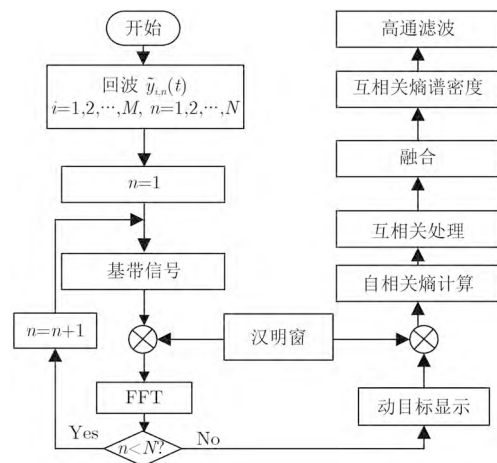 开始
回波 ỹ_{i,n}(t)
i=1,2,···,M, n=1,2,···,N
n=1
基带信号
n=n+1
汉明窗
FFT
Yes
n<N?
No
动目标显示
自相关熵计算
互相关处理
融合
互相关熵谱密度
高通滤波